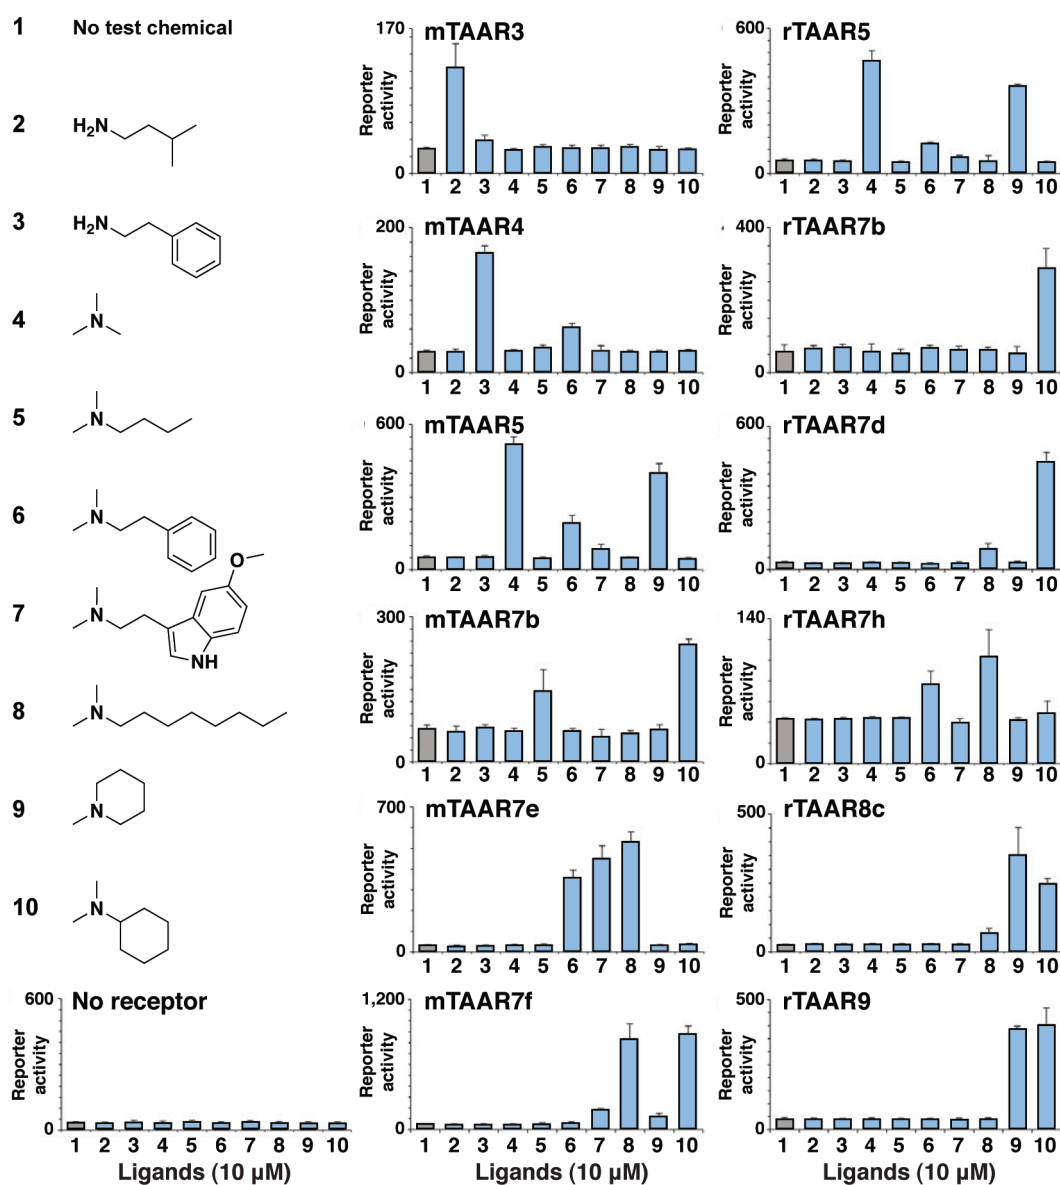 1 No test chemical
2 H2N
3 H2N
4 N
5 N
6 N
7 N O NH
8 N
9 N
10 N
No receptor
600
0
Reporter activity
1 2 3 4 5 6 7 8 9 10
Ligands (10 µM)
mTAAR3
170
0
Reporter activity
1 2 3 4 5 6 7 8 9 10
mTAAR4
200
0
Reporter activity
1 2 3 4 5 6 7 8 9 10
mTAAR5
600
0
Reporter activity
1 2 3 4 5 6 7 8 9 10
mTAAR7b
300
0
Reporter activity
1 2 3 4 5 6 7 8 9 10
mTAAR7e
700
0
Reporter activity
1 2 3 4 5 6 7 8 9 10
mTAAR7f
1,200
0
Reporter activity
1 2 3 4 5 6 7 8 9 10
Ligands (10 µM)
rTAAR5
600
0
Reporter activity
1 2 3 4 5 6 7 8 9 10
rTAAR7b
400
0
Reporter activity
1 2 3 4 5 6 7 8 9 10
rTAAR7d
600
0
Reporter activity
1 2 3 4 5 6 7 8 9 10
rTAAR7h
140
0
Reporter activity
1 2 3 4 5 6 7 8 9 10
rTAAR8c
500
0
Reporter activity
1 2 3 4 5 6 7 8 9 10
rTAAR9
500
0
Reporter activity
1 2 3 4 5 6 7 8 9 10
Ligands (10 µM)